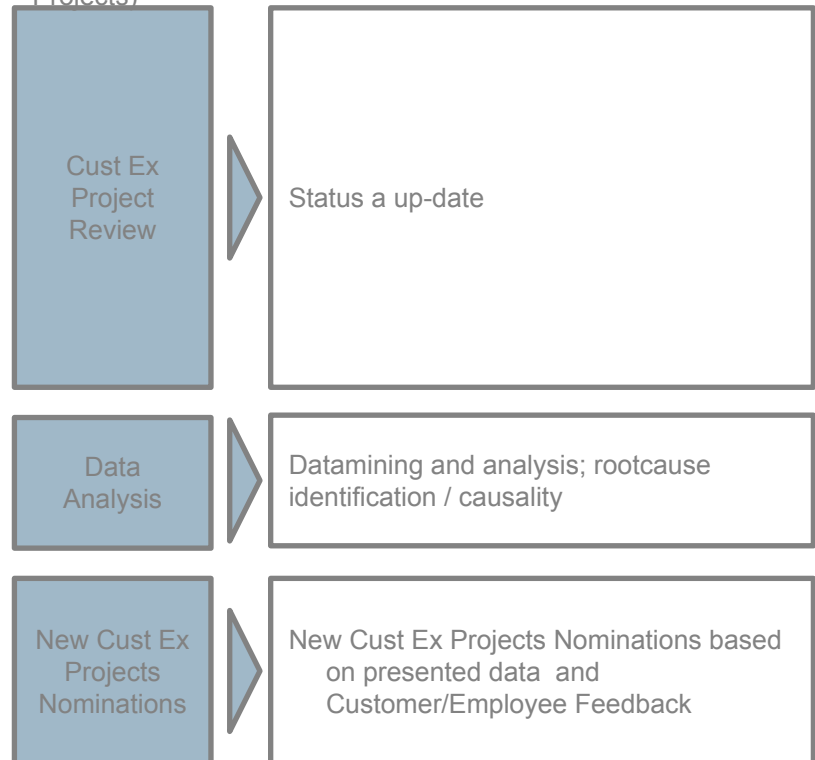 Projects)
Cust Ex
Project
Review
Status a up-date
Data
Analysis
Datamining and analysis; rootcause
identification / causality
New Cust Ex
Projects
Nominations
New Cust Ex Projects Nominations based
on presented data and
Customer/Employee Feedback